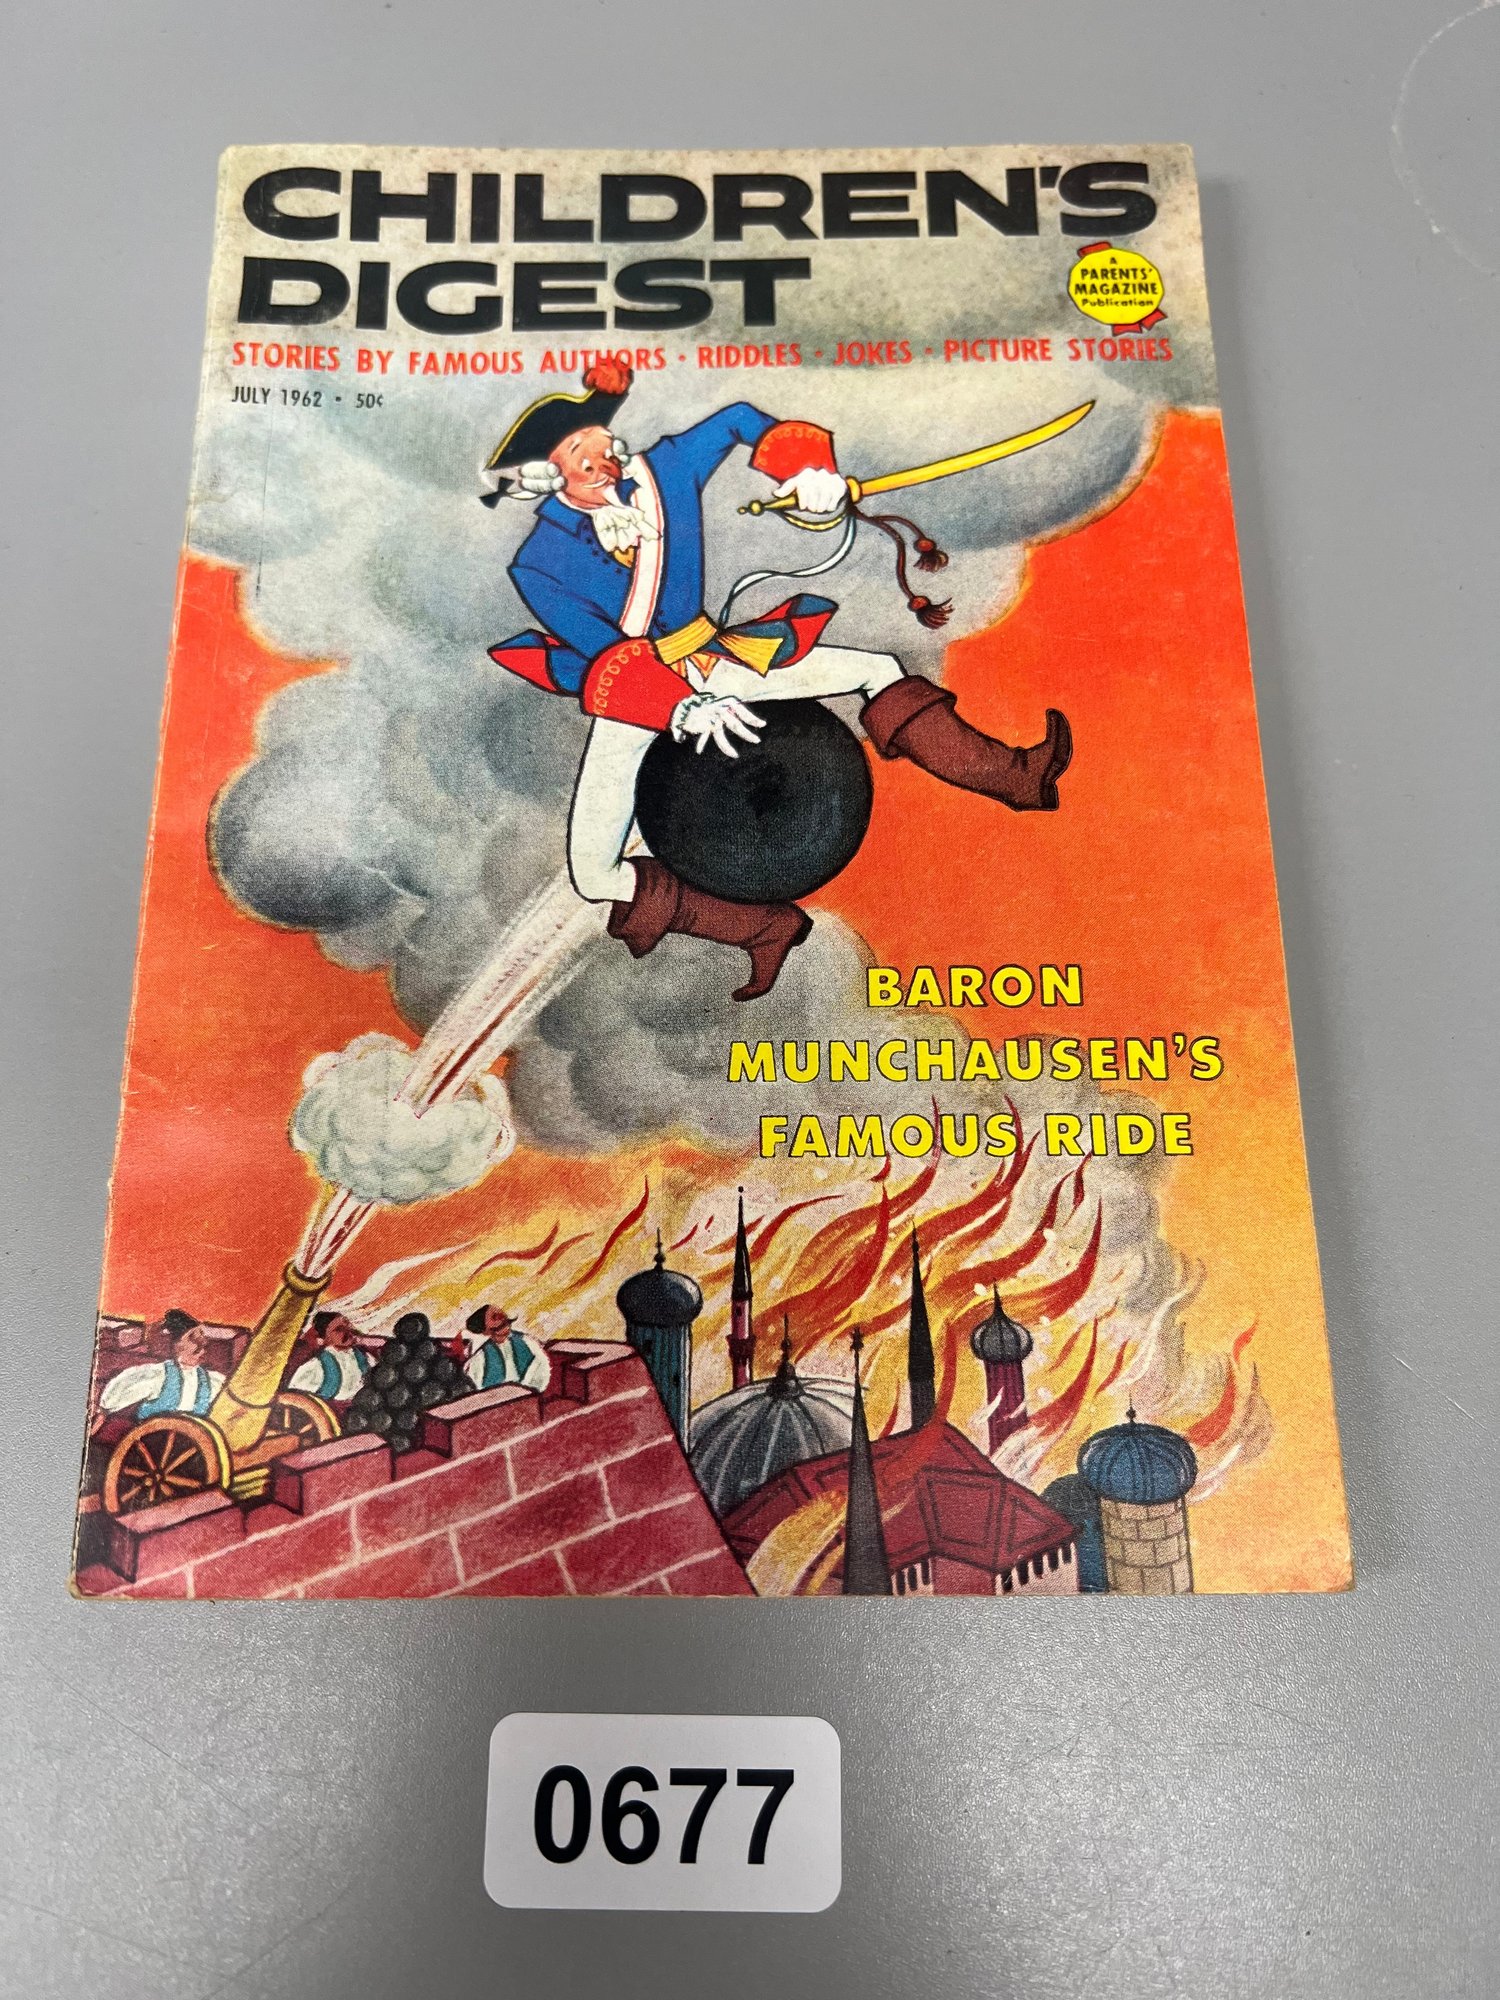 CHILDREN'S
DIGEST
A
PARENTS'
MAGAZINE
Publication
STORIES BY FAMOUS AUTHORS • RIDDLES • JOKES • PICTURE STORIES
JULY 1962 • 50¢
BARON
MUNCHAUSEN'S
FAMOUS RIDE
0677